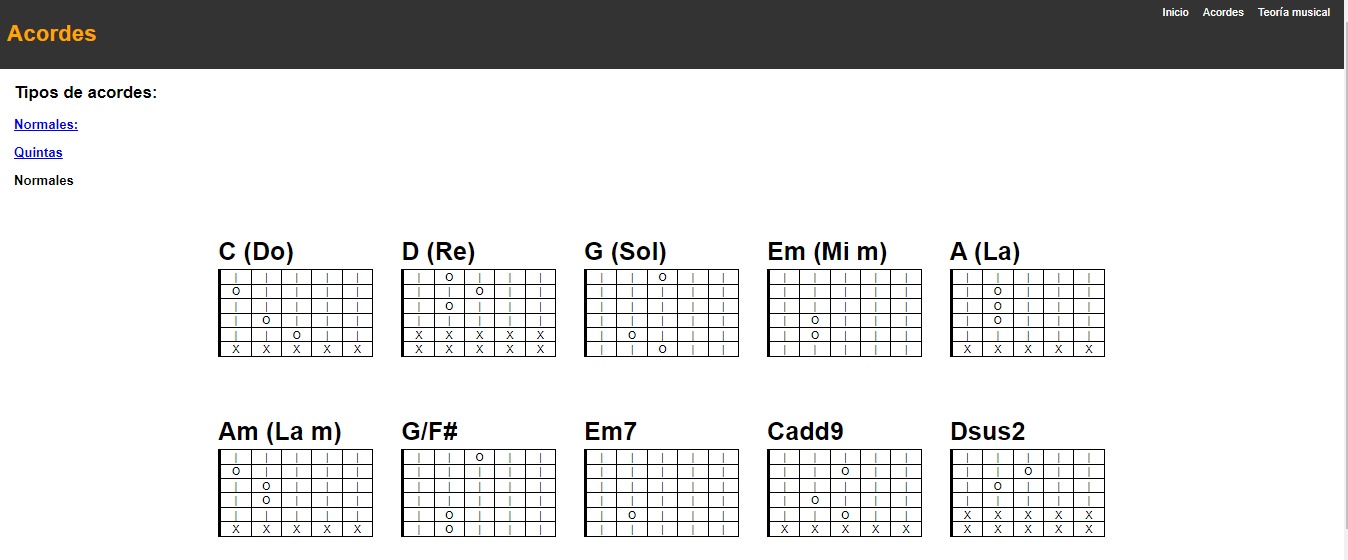 Inicio Acordes Teoría musical
Acordes
Tipos de acordes:
Normales:
Quintas
Normales
C (Do) D (Re) G (Sol) Em (Mi m) A (La)
| | | | | | O | | | | | O | | | | | | | | | | | |
O | | | | | | O | | | | | | | | | | | | | O | | |
| | | | | | O | | | | | | | | | | | | | | O | | |
| O | | | | | | | | | | | | | | O | | | | O | | |
| | O | | X X X X X | O | | | | O | | | | | | | |
X X X X X X X X X X | | O | | | | | | | X X X X X
Am (La m) G/F# Em7 Cadd9 Dsus2
| | | | | | | O | | | | | | | | | | | | | | | | |
O | | | | | | | | | | | | | | | | O | | | | O | |
| O | | | | | | | | | | | | | | | | | | | O | | |
| O | | | | | | | | | | | | | | O | | | | | | | |
| | | | | | O | | | | O | | | | | O | | X X X X X
X X X X X | O | | | | | | | | X X X X X X X X X X